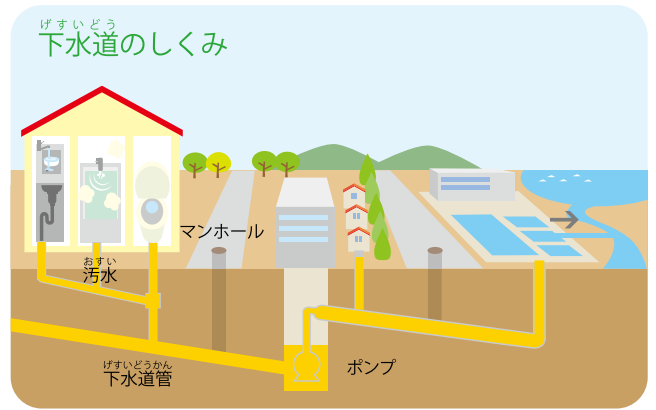 げすいどう
下水道のしくみ
マンホール
おすい
汚水
げすいどうかん
下水道管
ポンプ